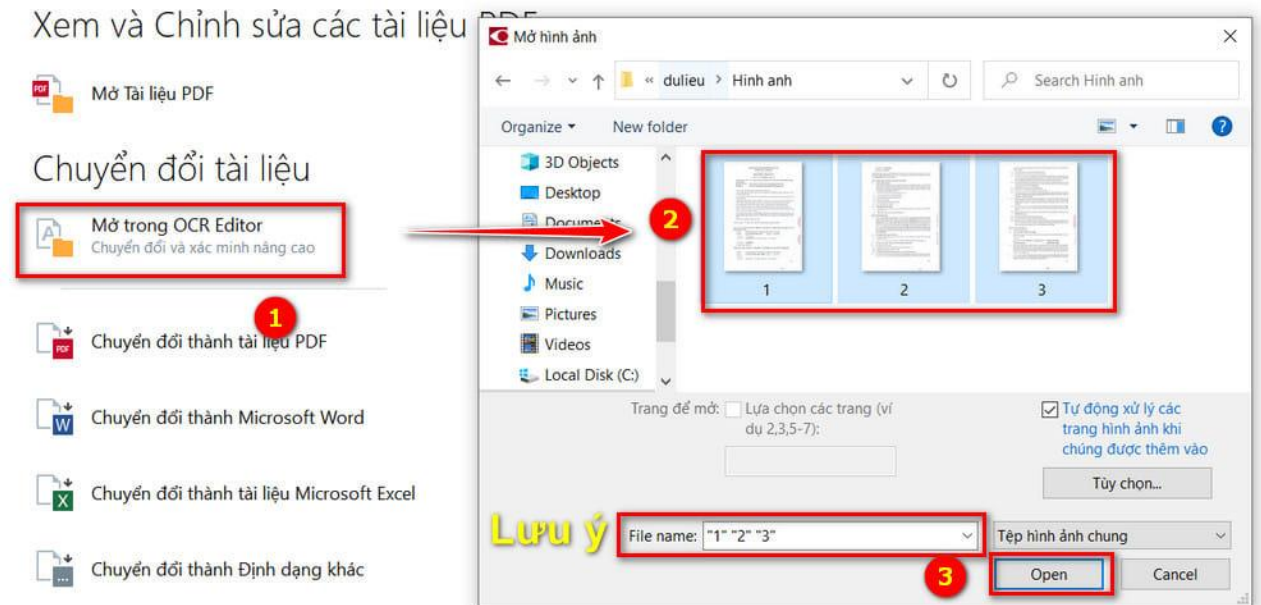 Xem và Chỉnh sửa các tài liệu PDF
PDF
Mở Tài liệu PDF
Chuyển đổi tài liệu
A
Mở trong OCR Editor
Chuyển đổi và xác minh nâng cao
1
PDF
Chuyển đổi thành tài liệu PDF
W
Chuyển đổi thành Microsoft Word
X
Chuyển đổi thành tài liệu Microsoft Excel
...
Chuyển đổi thành Định dạng khác
Mở hình ảnh
« dulieu > Hinh anh
Search Hinh anh
Organize
New folder
?
3D Objects
Desktop
Documents
Downloads
Music
Pictures
Videos
Local Disk (C:)
2
1
2
3
Trang để mở:
Lựa chọn các trang (ví
dụ 2,3,5-7):
Tự động xử lý các
trang hình ảnh khi
chúng được thêm vào
Tùy chọn...
Lưu ý
File name: "1" "2" "3"
Tệp hình ảnh chung
3
Open
Cancel